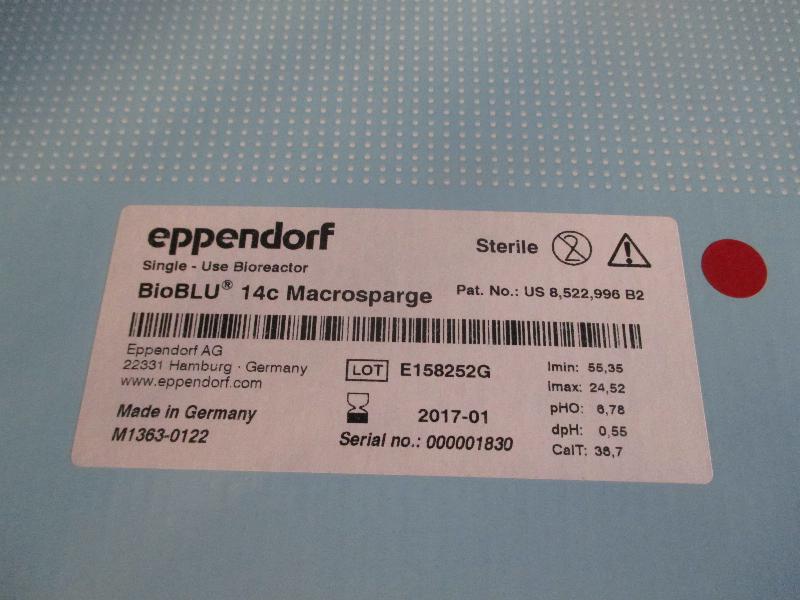 eppendorf
Sterile
Single - Use Bioreactor
BioBLU® 14c Macrosparge
Pat. No.: US 8,522,996 B2
Eppendorf AG
22331 Hamburg · Germany
www.eppendorf.com
Made in Germany
M1363-0122
LOT E158252G
2017-01
Serial no.: 000001830
Imin: 55,35
Imax: 24,52
pHO: 6,78
dpH: 0,55
CalT: 38,7